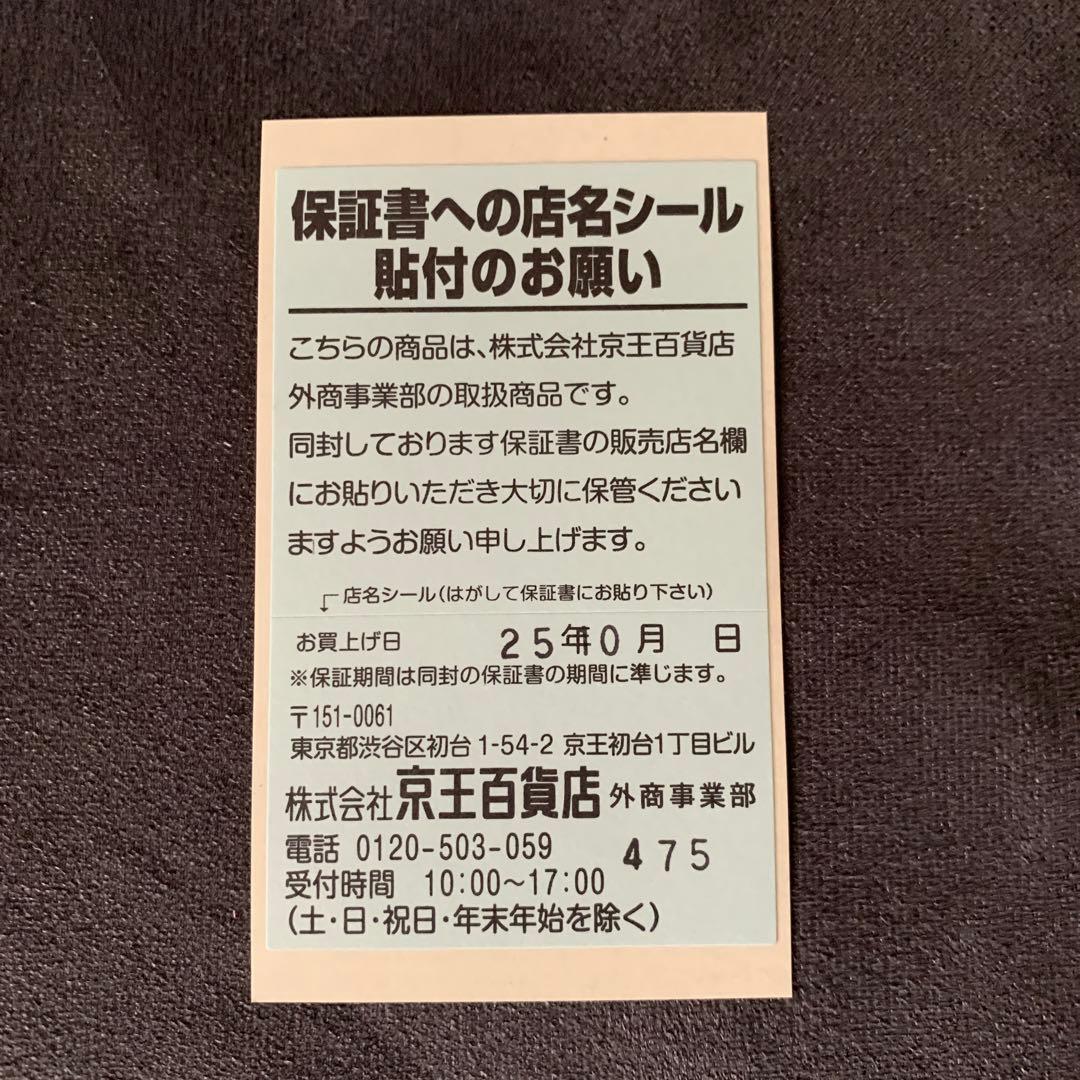 保証書への店名シール
貼付のお願い
こちらの商品は、株式会社京王百貨店
外商事業部の取扱商品です。
同封しております保証書の販売店名欄
にお貼りいただき大切に保管ください
ますようお願い申し上げます。
店名シール(はがして保証書にお貼り下さい)
お買上げ日 25年0月 日
※保証期間は同封の保証書の期間に準じます。
〒151-0061
東京都渋谷区初台1-54-2 京王初台1丁目ビル
株式会社京王百貨店 外商事業部
電話 0120-503-059 475
受付時間 10:00〜17:00
(土・日・祝日・年末年始を除く)